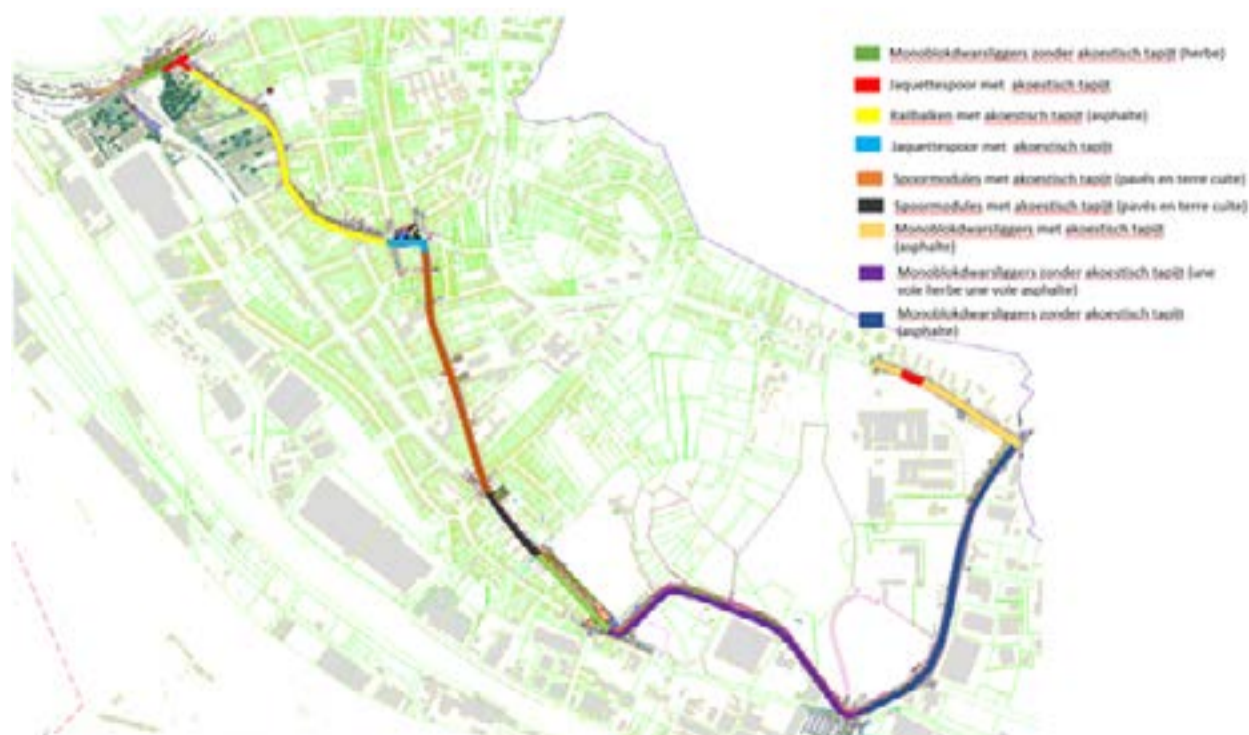 Monoblokdwarsliggers zonder akoestisch tapijt (herbe)
Jaquettespoor met akoestisch tapijt
Railbalken met akoestisch tapijt (asphalte)
Jaquettespoor met akoestisch tapijt
Spoormodules met akoestisch tapijt (pavés en terre cuite)
Spoormodules met akoestisch tapijt (pavés en terre cuite)
Monoblokdwarsliggers met akoestisch tapijt
(asphalte)
Monoblokdwarsliggers zonder akoestisch tapijt (une
voie herbe une voie asphalte)
Monoblokdwarsliggers zonder akoestisch tapijt
(asphalte)